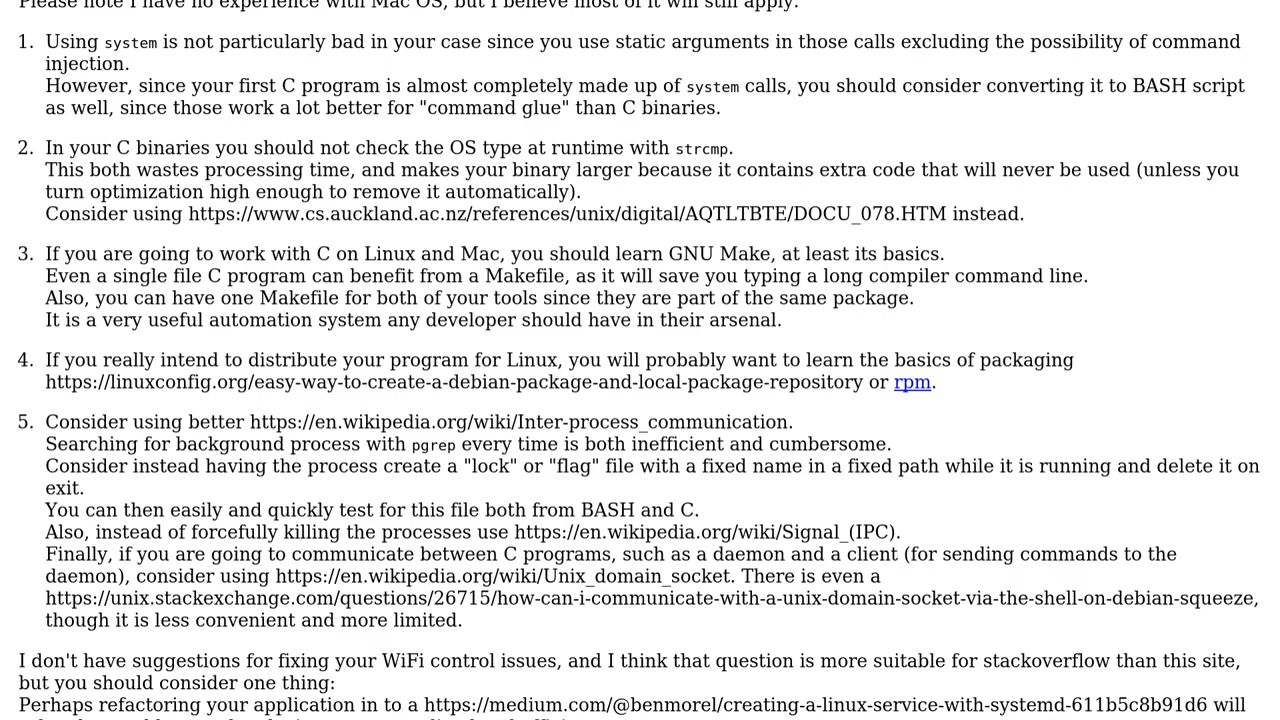 Please note I have no experience with Mac OS, but I believe most of it will still apply.
1. Using system is not particularly bad in your case since you use static arguments in those calls excluding the possibility of command
injection.
However, since your first C program is almost completely made up of system calls, you should consider converting it to BASH script
as well, since those work a lot better for "command glue" than C binaries.
2. In your C binaries you should not check the OS type at runtime with strcmp.
This both wastes processing time, and makes your binary larger because it contains extra code that will never be used (unless you
turn optimization high enough to remove it automatically).
Consider using https://www.cs.auckland.ac.nz/references/unix/digital/AQTLTBTE/DOCU_078.HTM instead.
3. If you are going to work with C on Linux and Mac, you should learn GNU Make, at least its basics.
Even a single file C program can benefit from a Makefile, as it will save you typing a long compiler command line.
Also, you can have one Makefile for both of your tools since they are part of the same package.
It is a very useful automation system any developer should have in their arsenal.
4. If you really intend to distribute your program for Linux, you will probably want to learn the basics of packaging
https://linuxconfig.org/easy-way-to-create-a-debian-package-and-local-package-repository or rpm.
5. Consider using better https://en.wikipedia.org/wiki/Inter-process_communication.
Searching for background process with pgrep every time is both inefficient and cumbersome.
Consider instead having the process create a "lock" or "flag" file with a fixed name in a fixed path while it is running and delete it on
exit.
You can then easily and quickly test for this file both from BASH and C.
Also, instead of forcefully killing the processes use https://en.wikipedia.org/wiki/Signal_(IPC).
Finally, if you are going to communicate between C programs, such as a daemon and a client (for sending commands to the
daemon), consider using https://en.wikipedia.org/wiki/Unix_domain_socket. There is even a
https://unix.stackexchange.com/questions/26715/how-can-i-communicate-with-a-unix-domain-socket-via-the-shell-on-debian-squeeze,
though it is less convenient and more limited.
I don't have suggestions for fixing your WiFi control issues, and I think that question is more suitable for stackoverflow than this site,
but you should consider one thing:
Perhaps refactoring your application in to a https://medium.com/@benmorel/creating-a-linux-service-with-systemd-611b5c8b91d6 will